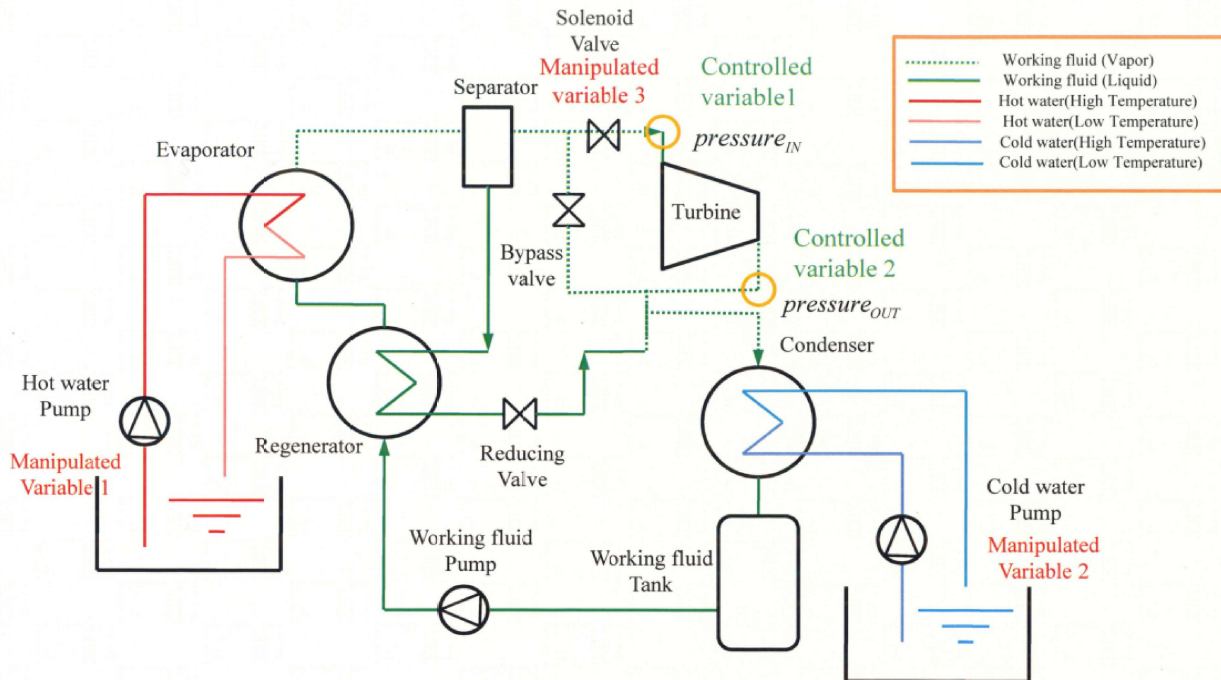 Solenoid
Valve
Manipulated
variable 3
Controlled
variable1
pressure_IN
Separator
Evaporator
Turbine
Bypass
valve
Controlled
variable 2
pressure_OUT
Condenser
Hot water
Pump
Manipulated
Variable 1
Regenerator
Reducing
Valve
Working fluid
Pump
Working fluid
Tank
Cold water
Pump
Manipulated
Variable 2
Working fluid (Vapor)
Working fluid (Liquid)
Hot water(High Temperature)
Hot water(Low Temperature)
Cold water(High Temperature)
Cold water(Low Temperature)